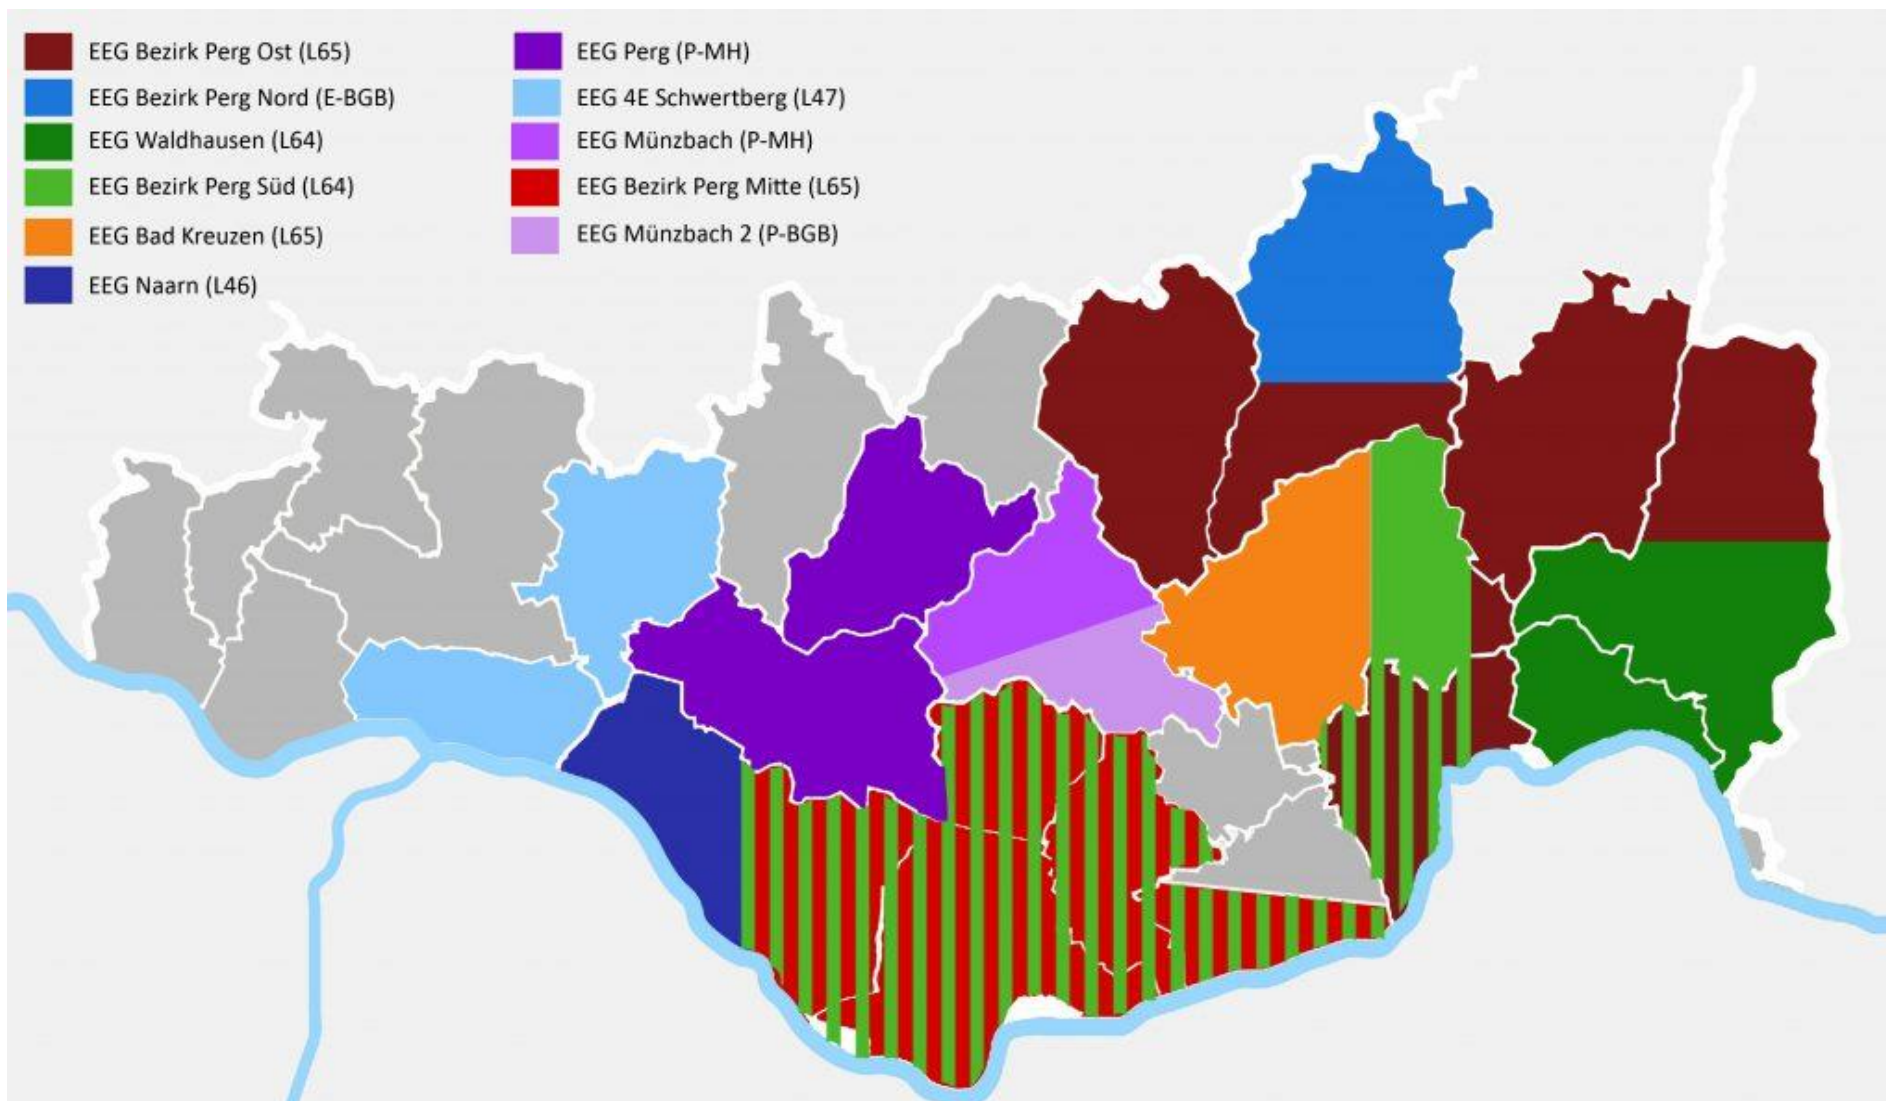 EEG Bezirk Perg Ost (L65)
EEG Bezirk Perg Nord (E-BGB)
EEG Waldhausen (L64)
EEG Bezirk Perg Süd (L64)
EEG Bad Kreuzen (L65)
EEG Naarn (L46)
EEG Perg (P-MH)
EEG 4E Schwertberg (L47)
EEG Münzbach (P-MH)
EEG Bezirk Perg Mitte (L65)
EEG Münzbach 2 (P-BGB)